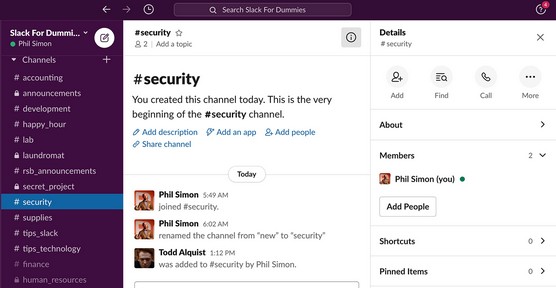 Search Slack For Dummies
4
Slack For Dummi...
Phil Simon
Channels
# accounting
announcements
# development
# happy_hour
# lab
laundromat
# rsb_announcements
secret_project
# security
# supplies
# tips_slack
# tips_technology
# finance
human_resources
#security
2 | Add a topic
#security
You created this channel today. This is the very
beginning of the #security channel.
Add description Add an app Add people
Share channel
Today
Phil Simon 5:49 AM
joined #security.
Phil Simon 6:02 AM
renamed the channel from "new" to "security"
Todd Alquist 1:12 PM
was added to #security by Phil Simon.
Details
# security
Add Find Call More
About
Members 2
Phil Simon (you)
Add People
Shortcuts 0
Pinned Items 0